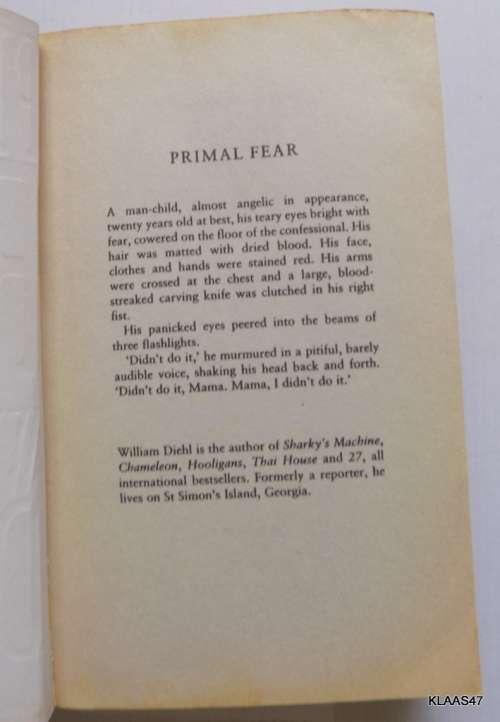 PRIMAL FEAR
A man-child, almost angelic in appearance,
twenty years old at best, his teary eyes bright with
fear, cowered on the floor of the confessional. His
hair was matted with dried blood. His face,
clothes and hands were stained red. His arms
were crossed at the chest and a large, blood-
streaked carving knife was clutched in his right
fist.
His panicked eyes peered into the beams of
three flashlights.
‘Didn't do it,’ he murmured in a pitiful, barely
audible voice, shaking his head back and forth.
‘Didn't do it, Mama. Mama, I didn't do it.’
William Diehl is the author of Sharky's Machine,
Chameleon, Hooligans, Thai House and 27, all
international bestsellers. Formerly a reporter, he
lives on St Simon's Island, Georgia.
KLAAS47